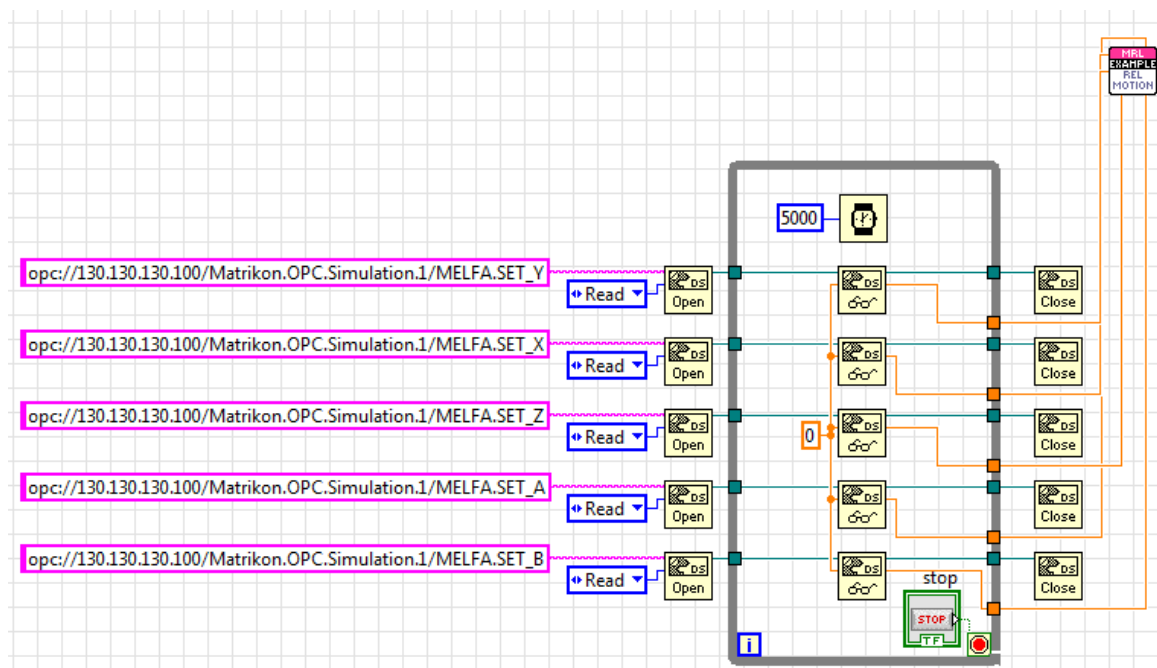 MRL
EXAMPLE
REL
MOTION
5000
opc://130.130.130.100/Matrikon.OPC.Simulation.1/MELFA.SET_Y
Read
DS
Open
DS
DS
Close
opc://130.130.130.100/Matrikon.OPC.Simulation.1/MELFA.SET_X
Read
DS
Open
DS
DS
Close
opc://130.130.130.100/Matrikon.OPC.Simulation.1/MELFA.SET_Z
Read
DS
Open
0
DS
DS
Close
opc://130.130.130.100/Matrikon.OPC.Simulation.1/MELFA.SET_A
Read
DS
Open
DS
DS
Close
opc://130.130.130.100/Matrikon.OPC.Simulation.1/MELFA.SET_B
Read
DS
Open
DS
DS
Close
stop
STOP
TF
i